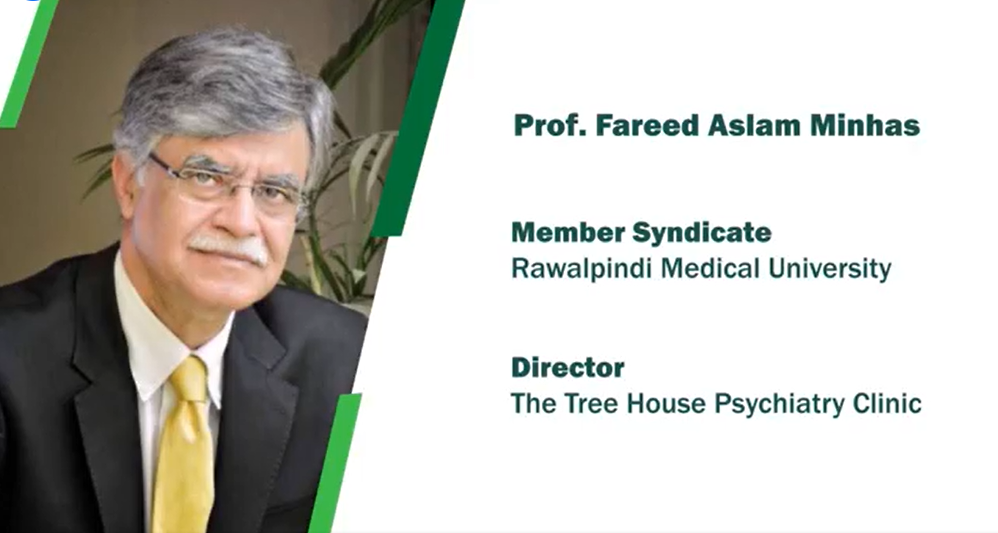 Prof. Fareed Aslam Minhas
Member Syndicate
Rawalpindi Medical University
Director
The Tree House Psychiatry Clinic